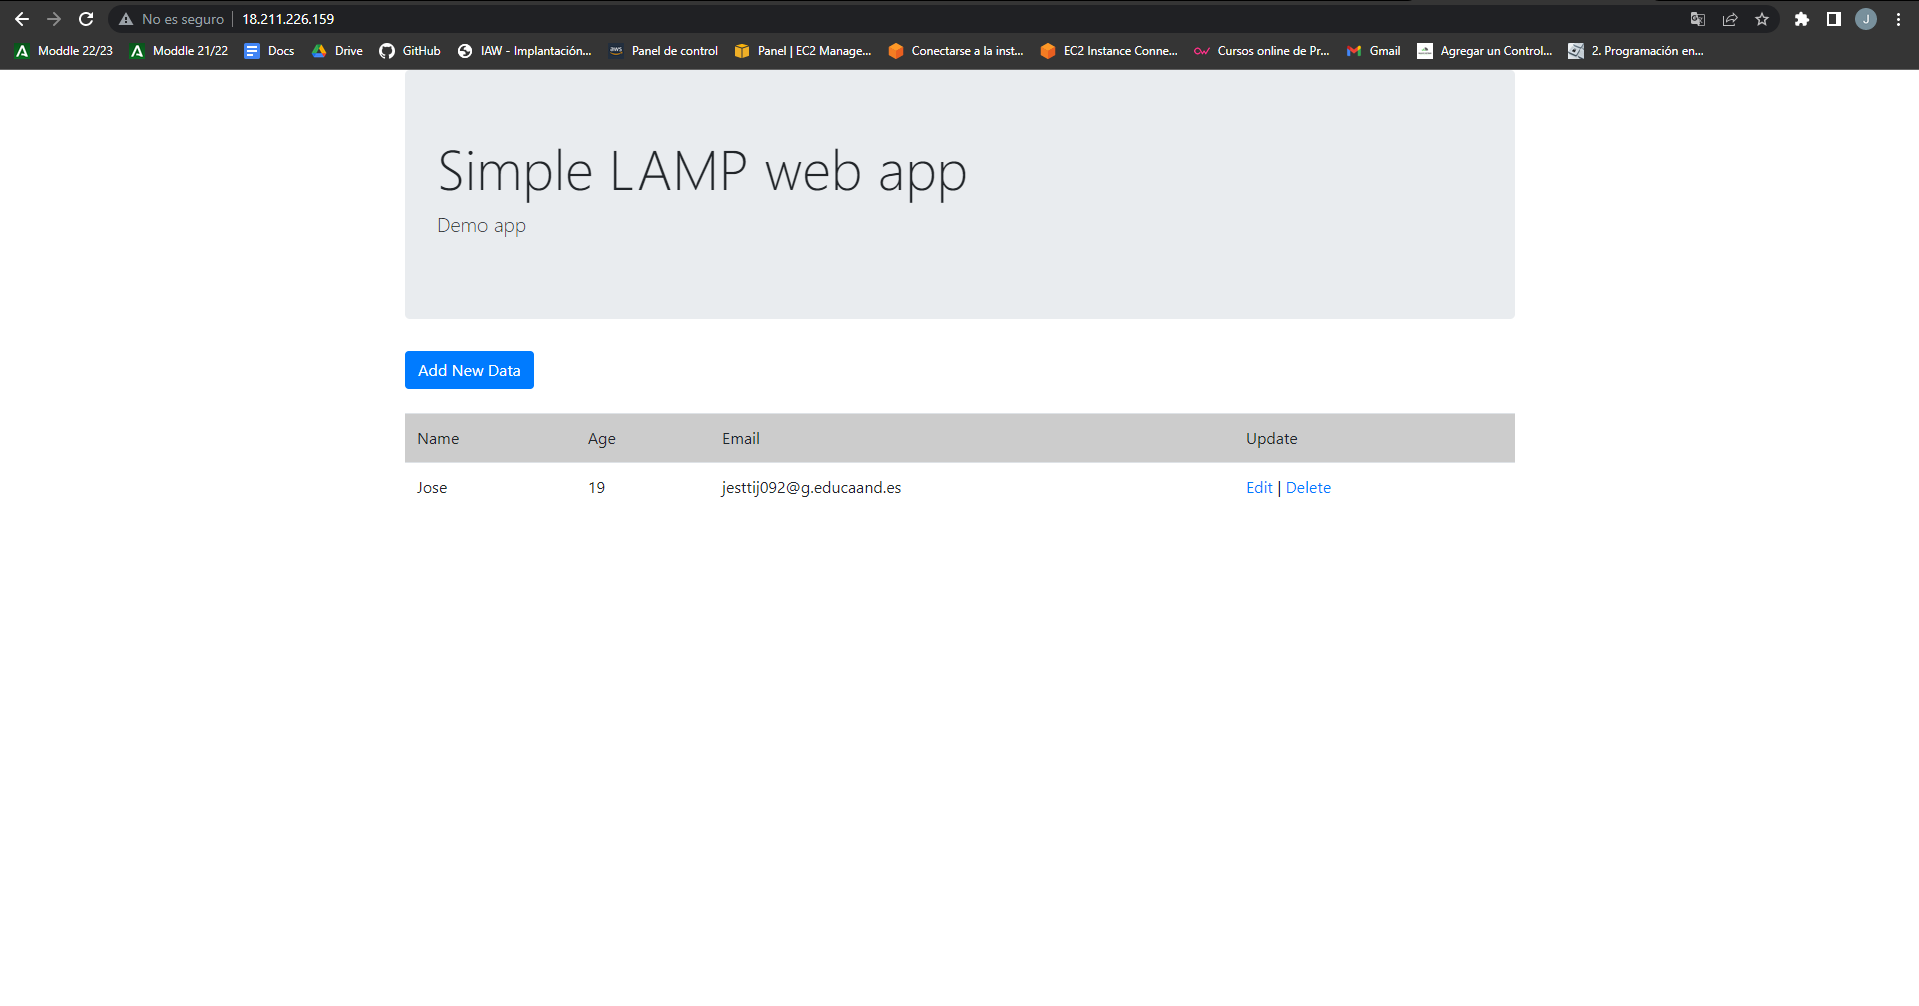 No es seguro | 18.211.226.159
Moddle 22/23 Moddle 21/22 Docs Drive GitHub IAW - Implantación... aws Panel de control Panel | EC2 Manage... Conectarse a la inst... EC2 Instance Conne... Cursos online de Pr... Gmail Agregar un Control... 2. Programación en... J
Simple LAMP web app
Demo app
Add New Data
Name Age Email Update
Jose 19 jesttij092@g.educaand.es Edit | Delete